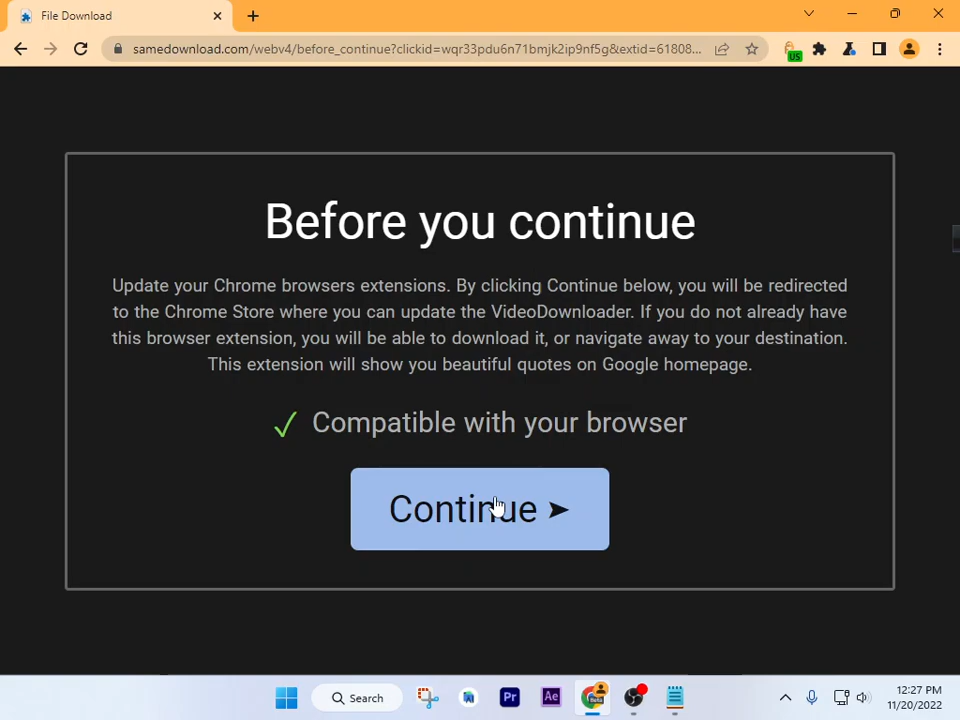 File Download
samedownload.com/webv4/before_continue?clickid=wqr33pdu6n71bmjk2ip9nf5g&extid=61808...
US
Before you continue
Update your Chrome browsers extensions. By clicking Continue below, you will be redirected
to the Chrome Store where you can update the VideoDownloader. If you do not already have
this browser extension, you will be able to download it, or navigate away to your destination.
This extension will show you beautiful quotes on Google homepage.
Compatible with your browser
Continue
Search
Pr
Ae
12:27 PM
11/20/2022